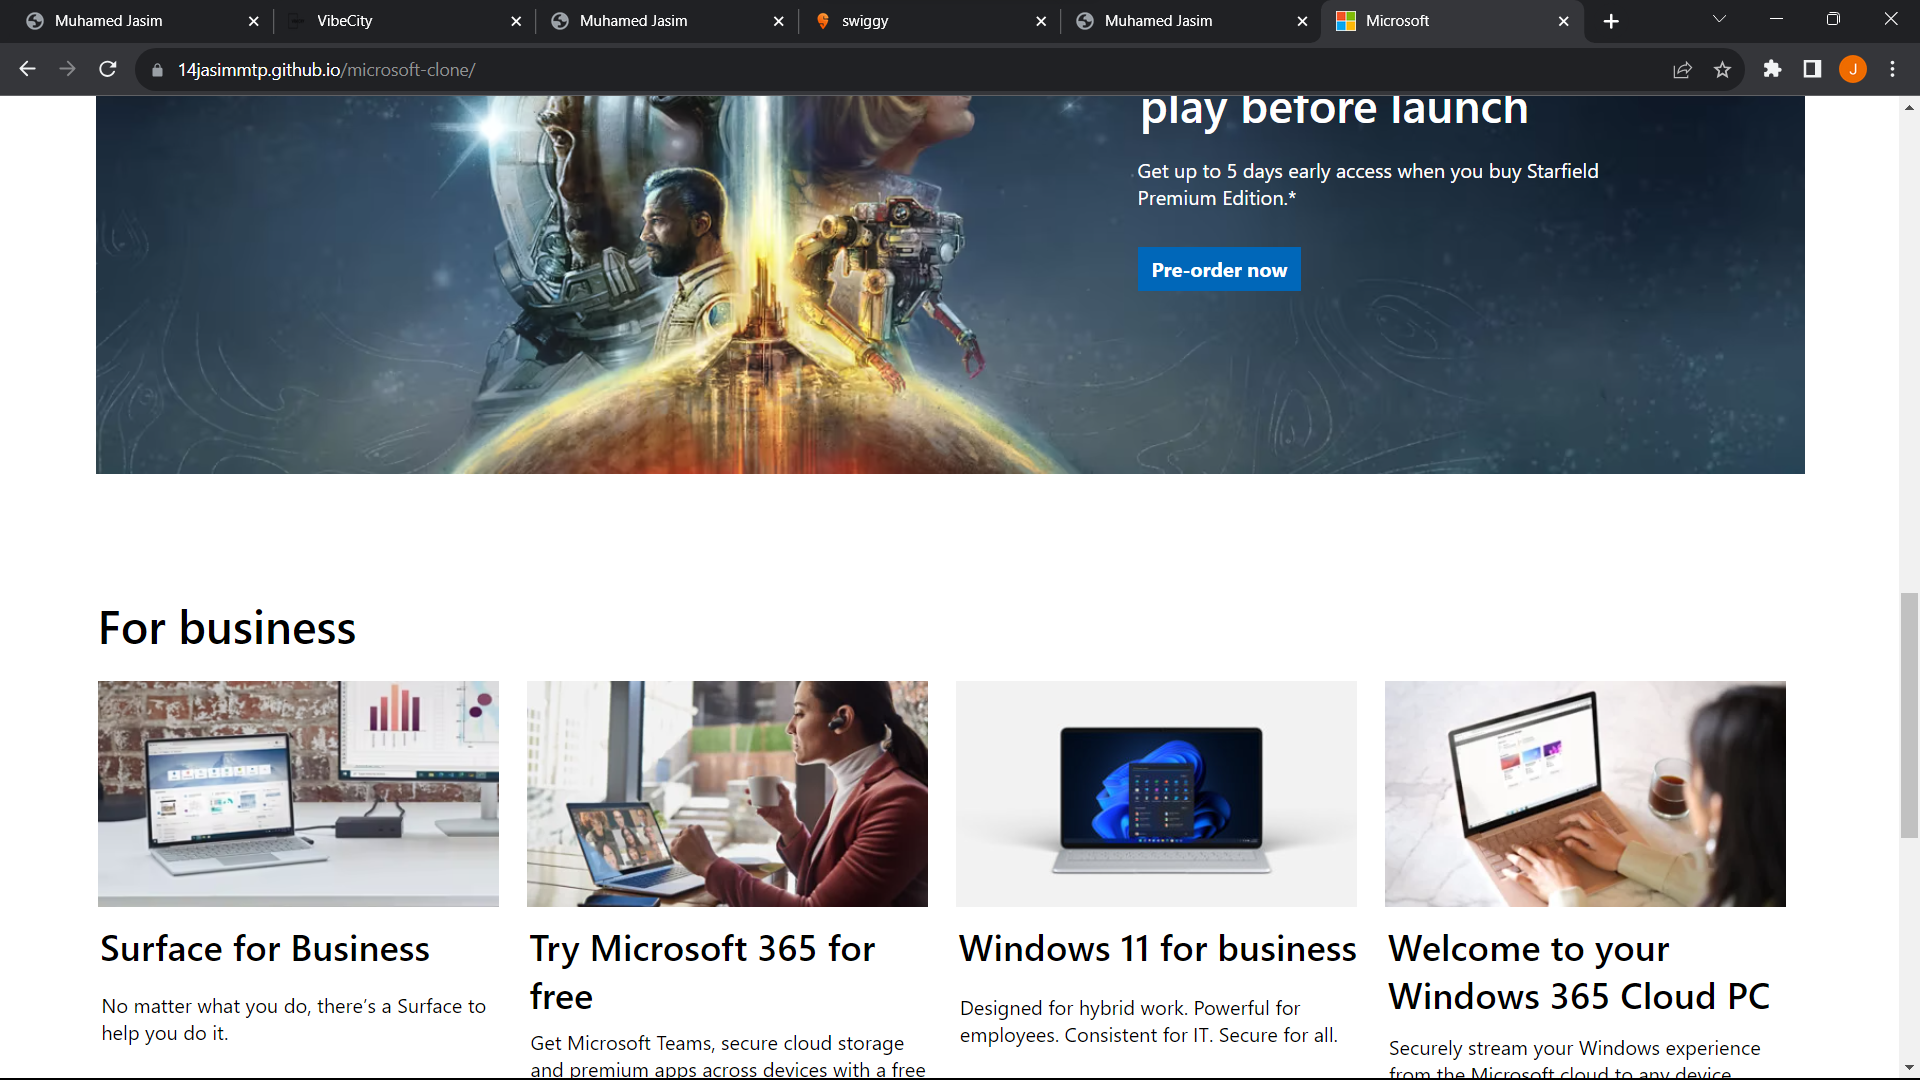 Muhamed Jasim
VibeCity
Muhamed Jasim
swiggy
Muhamed Jasim
Microsoft
14jasimmtp.github.io/microsoft-clone/
J
play before launch
Get up to 5 days early access when you buy Starfield
Premium Edition.*
Pre-order now
For business
Surface for Business
No matter what you do, there’s a Surface to
help you do it.
Try Microsoft 365 for
free
Get Microsoft Teams, secure cloud storage
and premium apps across devices with a free
Windows 11 for business
Designed for hybrid work. Powerful for
employees. Consistent for IT. Secure for all.
Welcome to your
Windows 365 Cloud PC
Securely stream your Windows experience
from the Microsoft cloud to any device